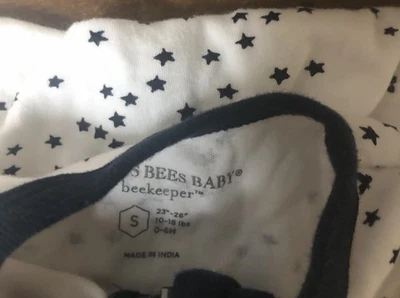 S BEES BABY®
beekeeper™
S
23"-26"
10-16 lbs
0-6M
MADE IN INDIA